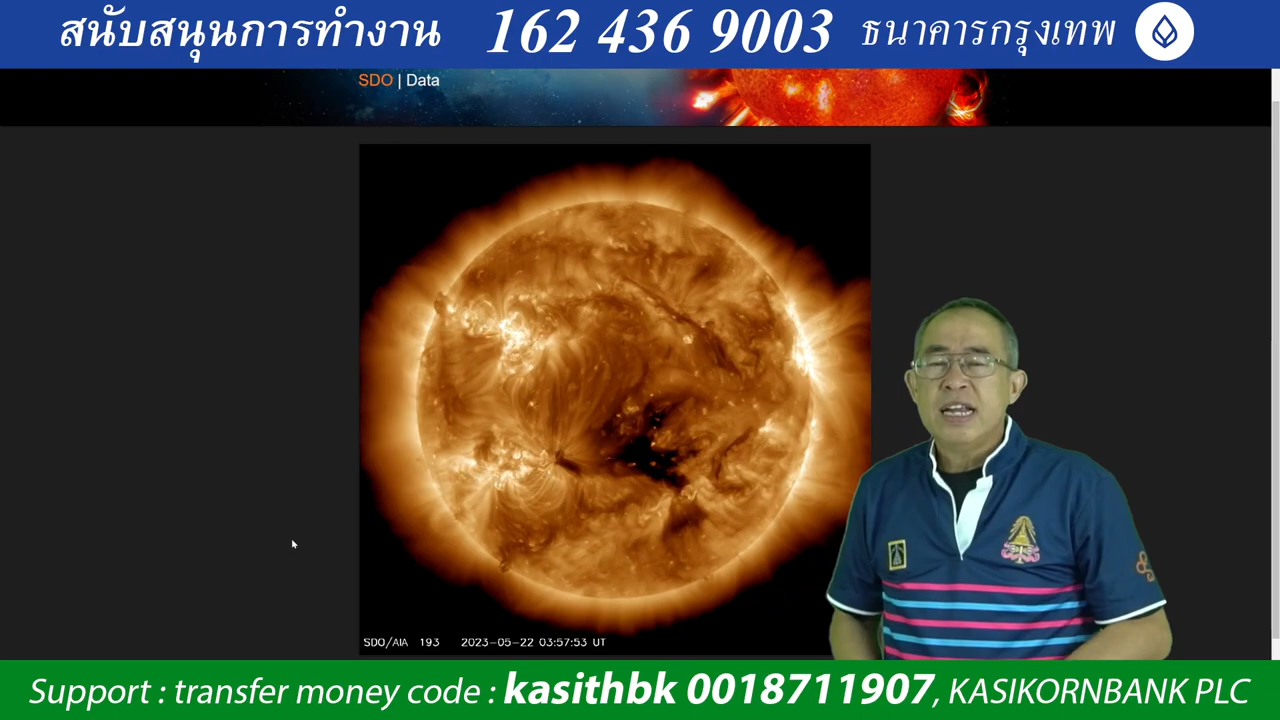 สนับสนุนการทำงาน 162 436 9003 ธนาคารกรุงเทพ
SDO | Data
SDO/AIA 193 2023-05-22 03:57:53 UT
Support : transfer money code : kasithbk 0018711907, KASIKORNBANK PLC